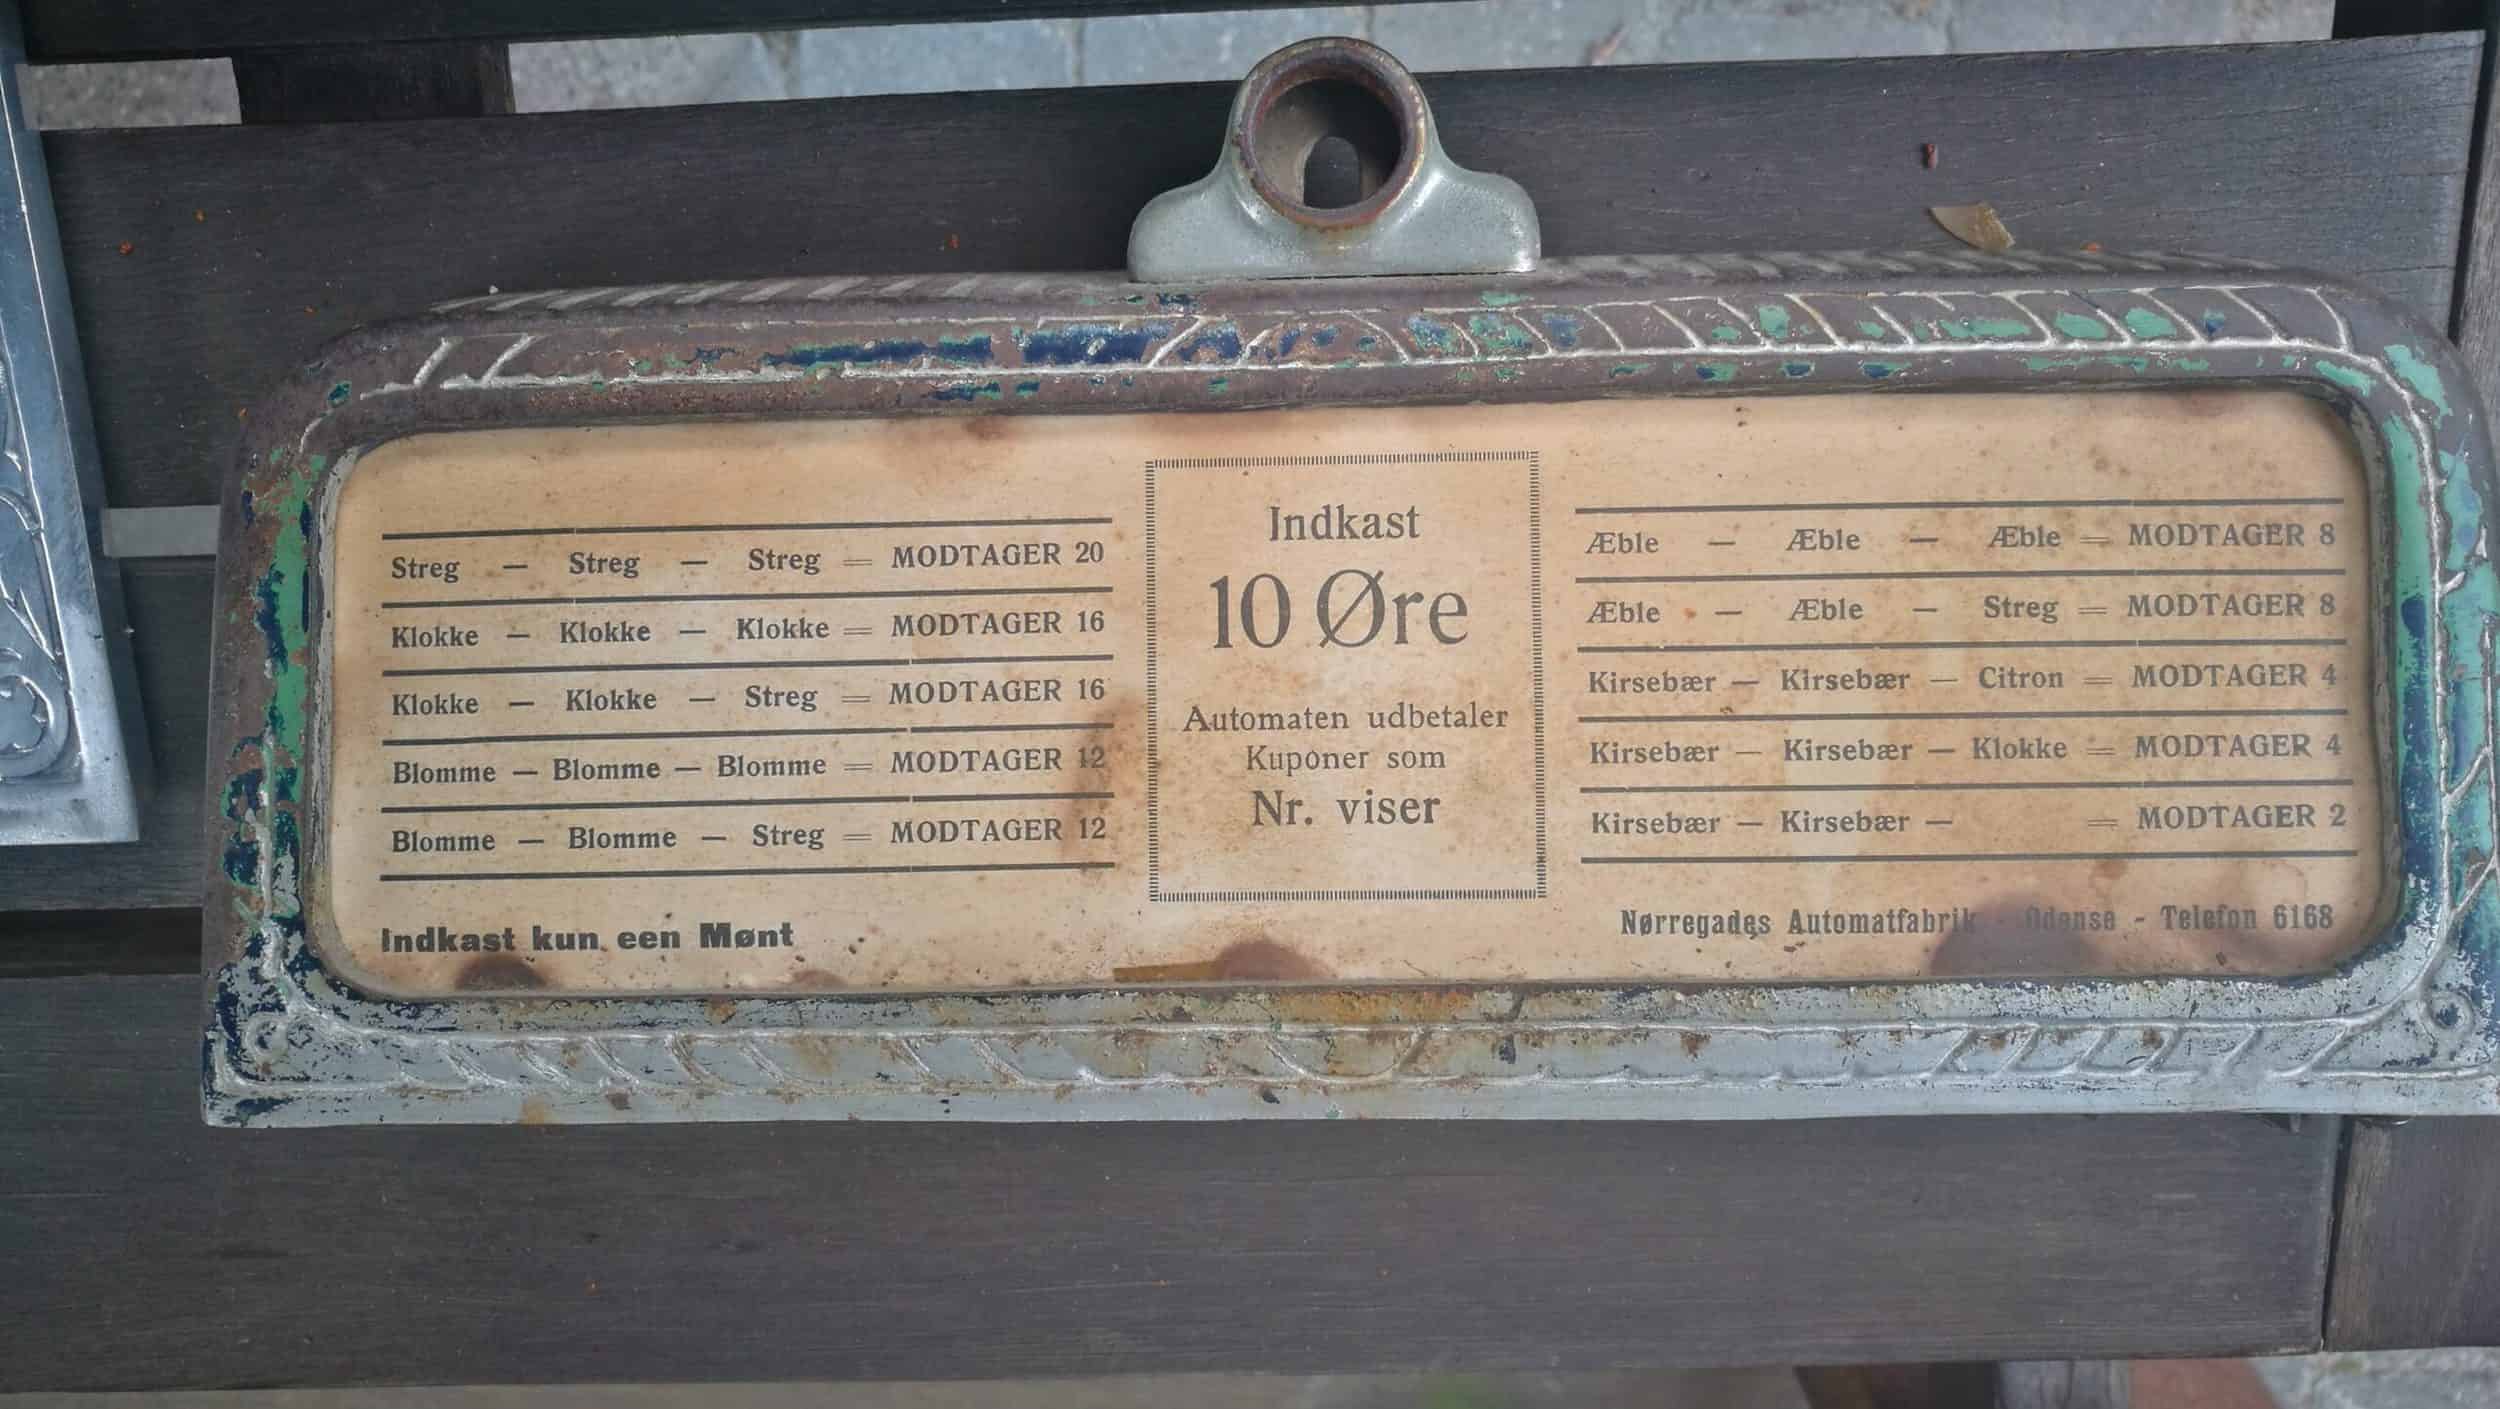 Streg — Streg — Streg = MODTAGER 20
Klokke — Klokke — Klokke = MODTAGER 16
Klokke — Klokke — Streg = MODTAGER 16
Blomme — Blomme — Blomme = MODTAGER 12
Blomme — Blomme — Streg = MODTAGER 12
Indkast kun een Mønt
Indkast
10 Øre
Automaten udbetaler
Kuponer som
Nr. viser
Æble — Æble — Æble = MODTAGER 8
Æble — Æble — Streg = MODTAGER 8
Kirsebær — Kirsebær — Citron = MODTAGER 4
Kirsebær — Kirsebær — Klokke = MODTAGER 4
Kirsebær — Kirsebær — = MODTAGER 2
Nørregades Automatfabrik - Odense - Telefon 6168